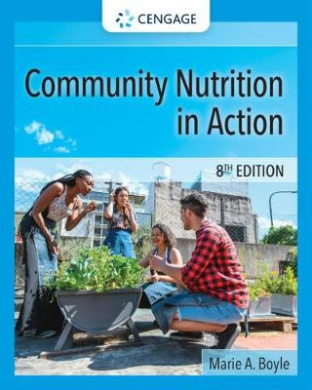 CENGAGE
Community Nutrition
in Action
8TH EDITION
Marie A. Boyle